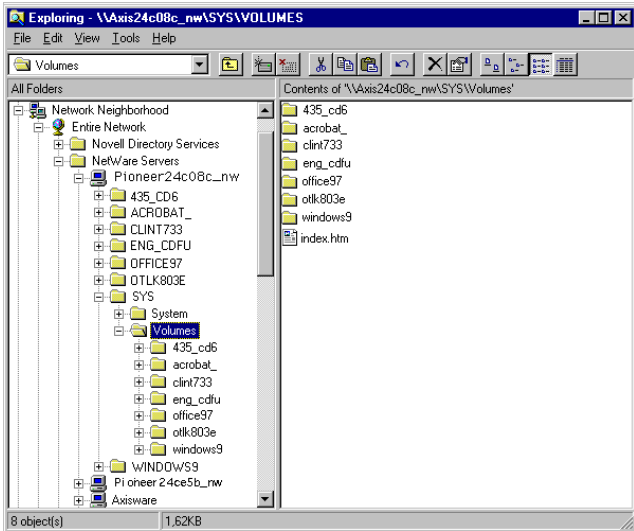 Exploring - \\Axis24c08c_nw\SYS\VOLUMES
File Edit View Tools Help
Volumes
All Folders
Contents of '\\Axis24c08c_nw\SYS\Volumes'
Network Neighborhood
Entire Network
Novell Directory Services
NetWare Servers
Pioneer24c08c_nw
435_CD6
ACROBAT_
CLINT733
ENG_CDFU
OFFICE97
OTLK803E
SYS
System
Volumes
435_cd6
acrobat_
clint733
eng_cdfu
office97
otlk803e
windows9
WINDOWS9
Pioneer 24ce5b_nw
Axisware
435_cd6
acrobat_
clint733
eng_cdfu
office97
otlk803e
windows9
index.htm
8 object(s)
1,62KB